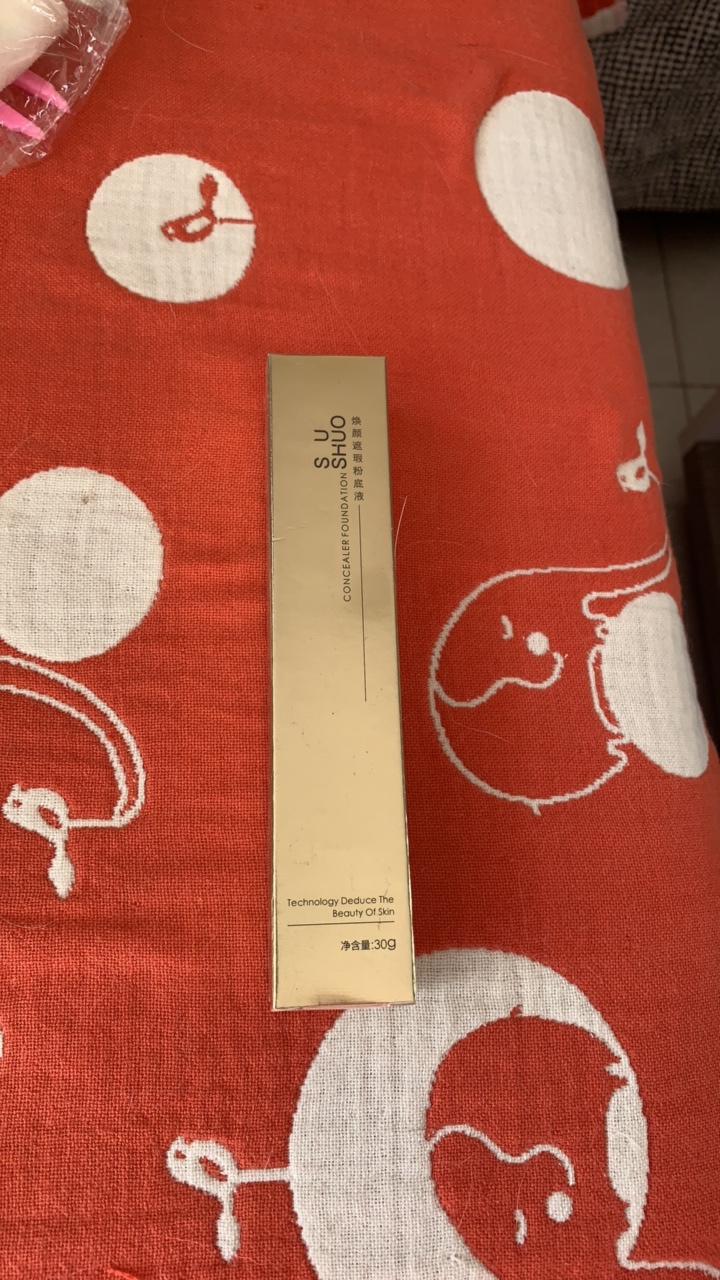 SU
SHUO
焕颜遮瑕粉底液
CONCEALER FOUNDATION
Technology Deduce The
Beauty Of Skin
净含量:30g